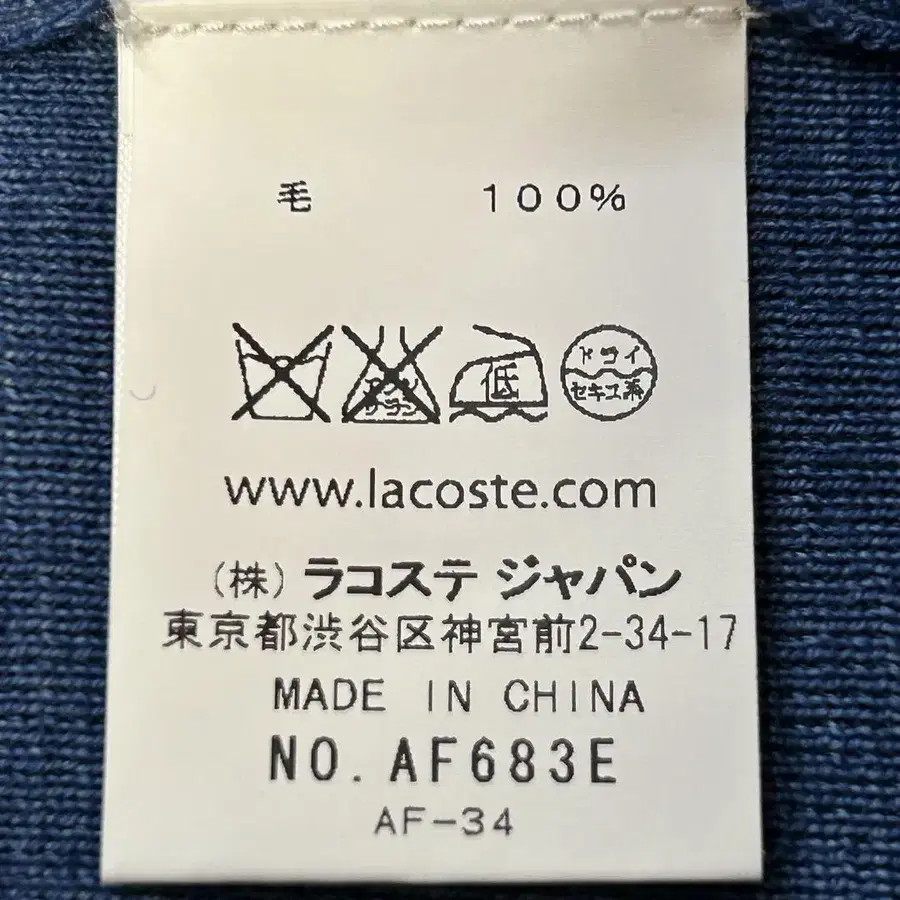 毛 100%
低
ドライ
セキユ系
www.lacoste.com
(株) ラコステ ジャパン
東京都渋谷区神宮前2-34-17
MADE IN CHINA
NO. AF683E
AF-34